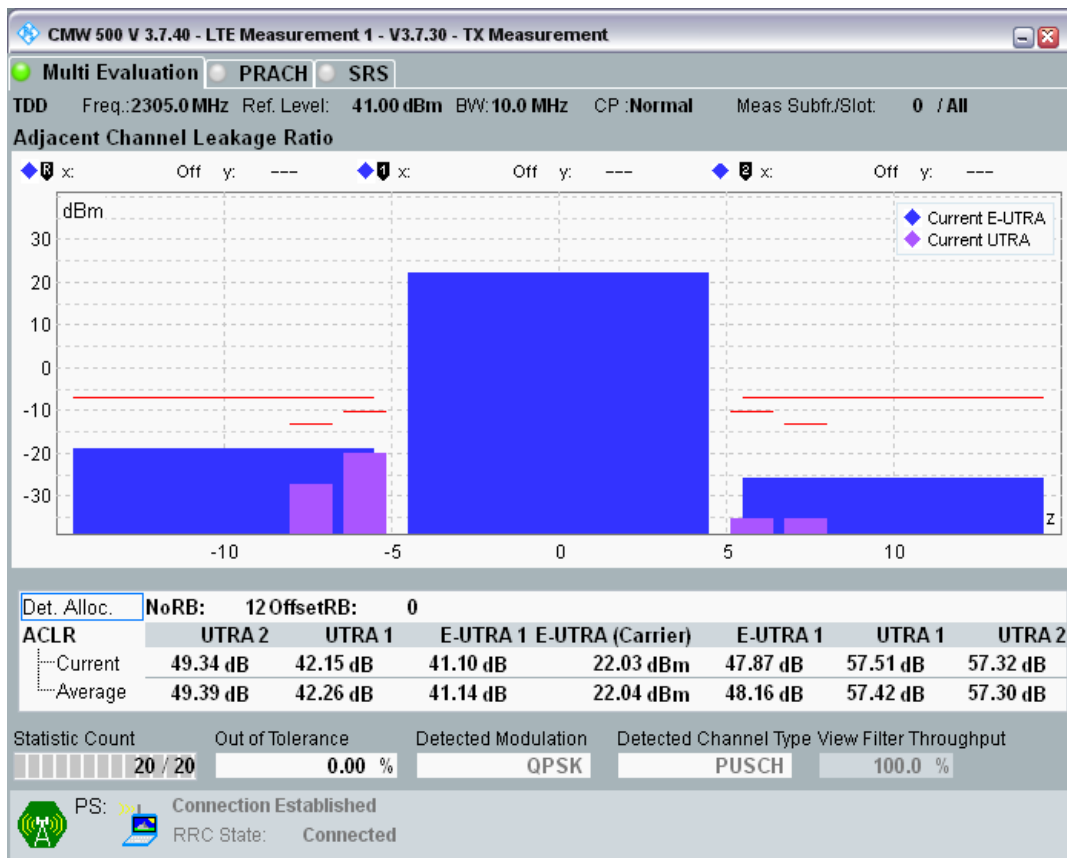 CMW 500 V 3.7.40 - LTE Measurement 1 - V3.7.30 - TX Measurement
Multi Evaluation PRACH SRS
TDD Freq.:2305.0 MHz Ref. Level: 41.00 dBm BW:10.0 MHz CP :Normal Meas Subfr./Slot: 0 / All
Adjacent Channel Leakage Ratio
R x: Off y: --- 1 x: Off y: --- 2 x: Off y: ---
dBm
Current E-UTRA
Current UTRA
30
20
10
0
-10
-20
-30
z
-10 -5 0 5 10
Det. Alloc. NoRB: 12 OffsetRB: 0
ACLR UTRA 2 UTRA 1 E-UTRA 1 E-UTRA (Carrier) E-UTRA 1 UTRA 1 UTRA 2
Current 49.34 dB 42.15 dB 41.10 dB 22.03 dBm 47.87 dB 57.51 dB 57.32 dB
Average 49.39 dB 42.26 dB 41.14 dB 22.04 dBm 48.16 dB 57.42 dB 57.30 dB
Statistic Count Out of Tolerance Detected Modulation Detected Channel Type View Filter Throughput
20 / 20 0.00 % QPSK PUSCH 100.0 %
PS: Connection Established
RRC State: Connected